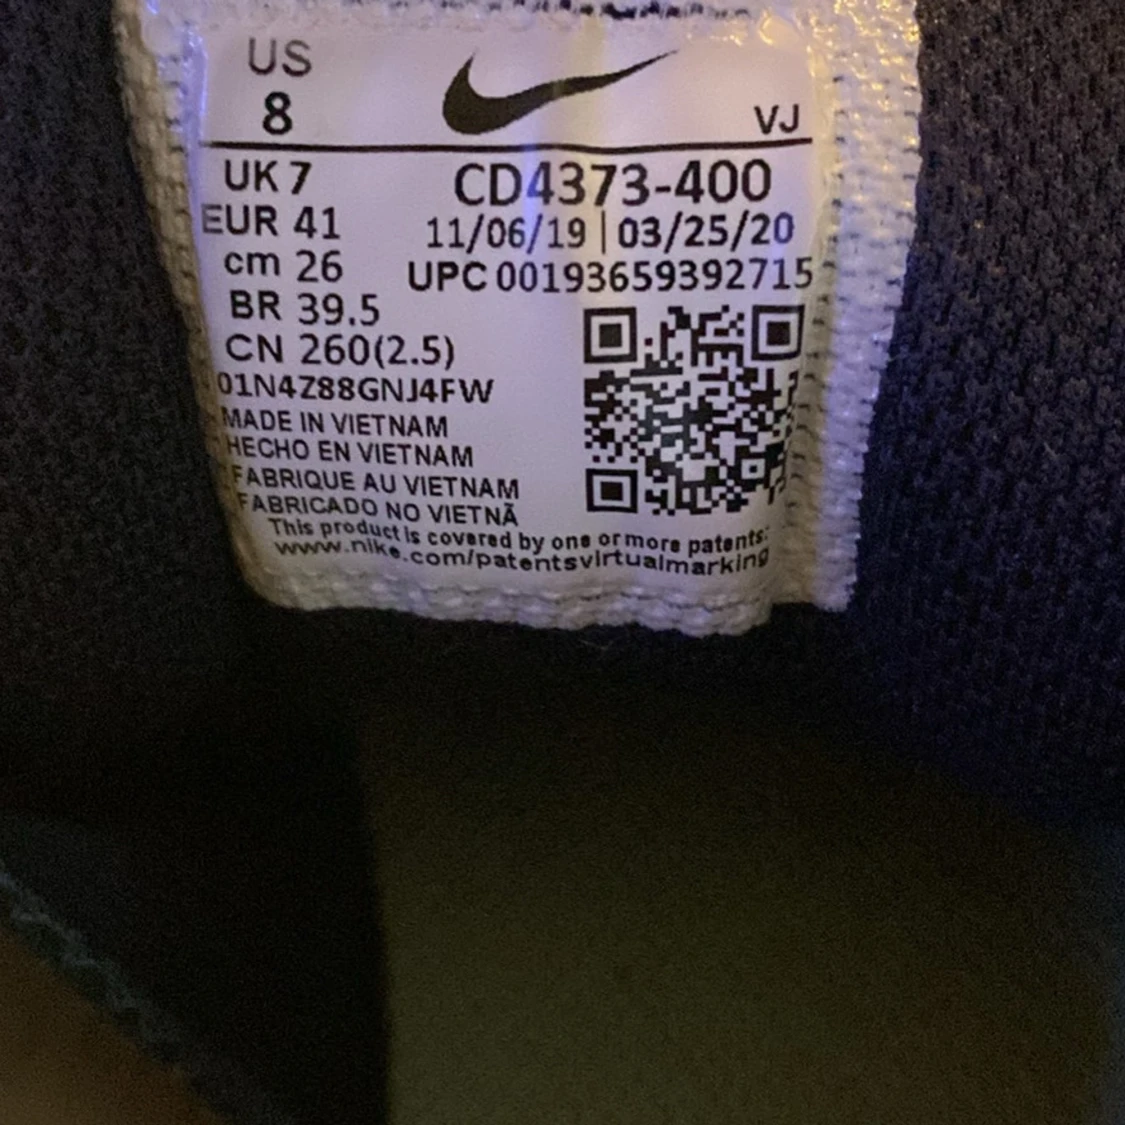 US
8
VJ
UK 7
CD4373-400
EUR 41
11/06/19 | 03/25/20
cm 26
UPC 00193659392715
BR 39.5
CN 260(2.5)
01N4Z88GNJ4FW
MADE IN VIETNAM
HECHO EN VIETNAM
FABRIQUE AU VIETNAM
FABRICADO NO VIETNÃ
This product is covered by one or more patents:
www.nike.com/patentsvirtualmarking